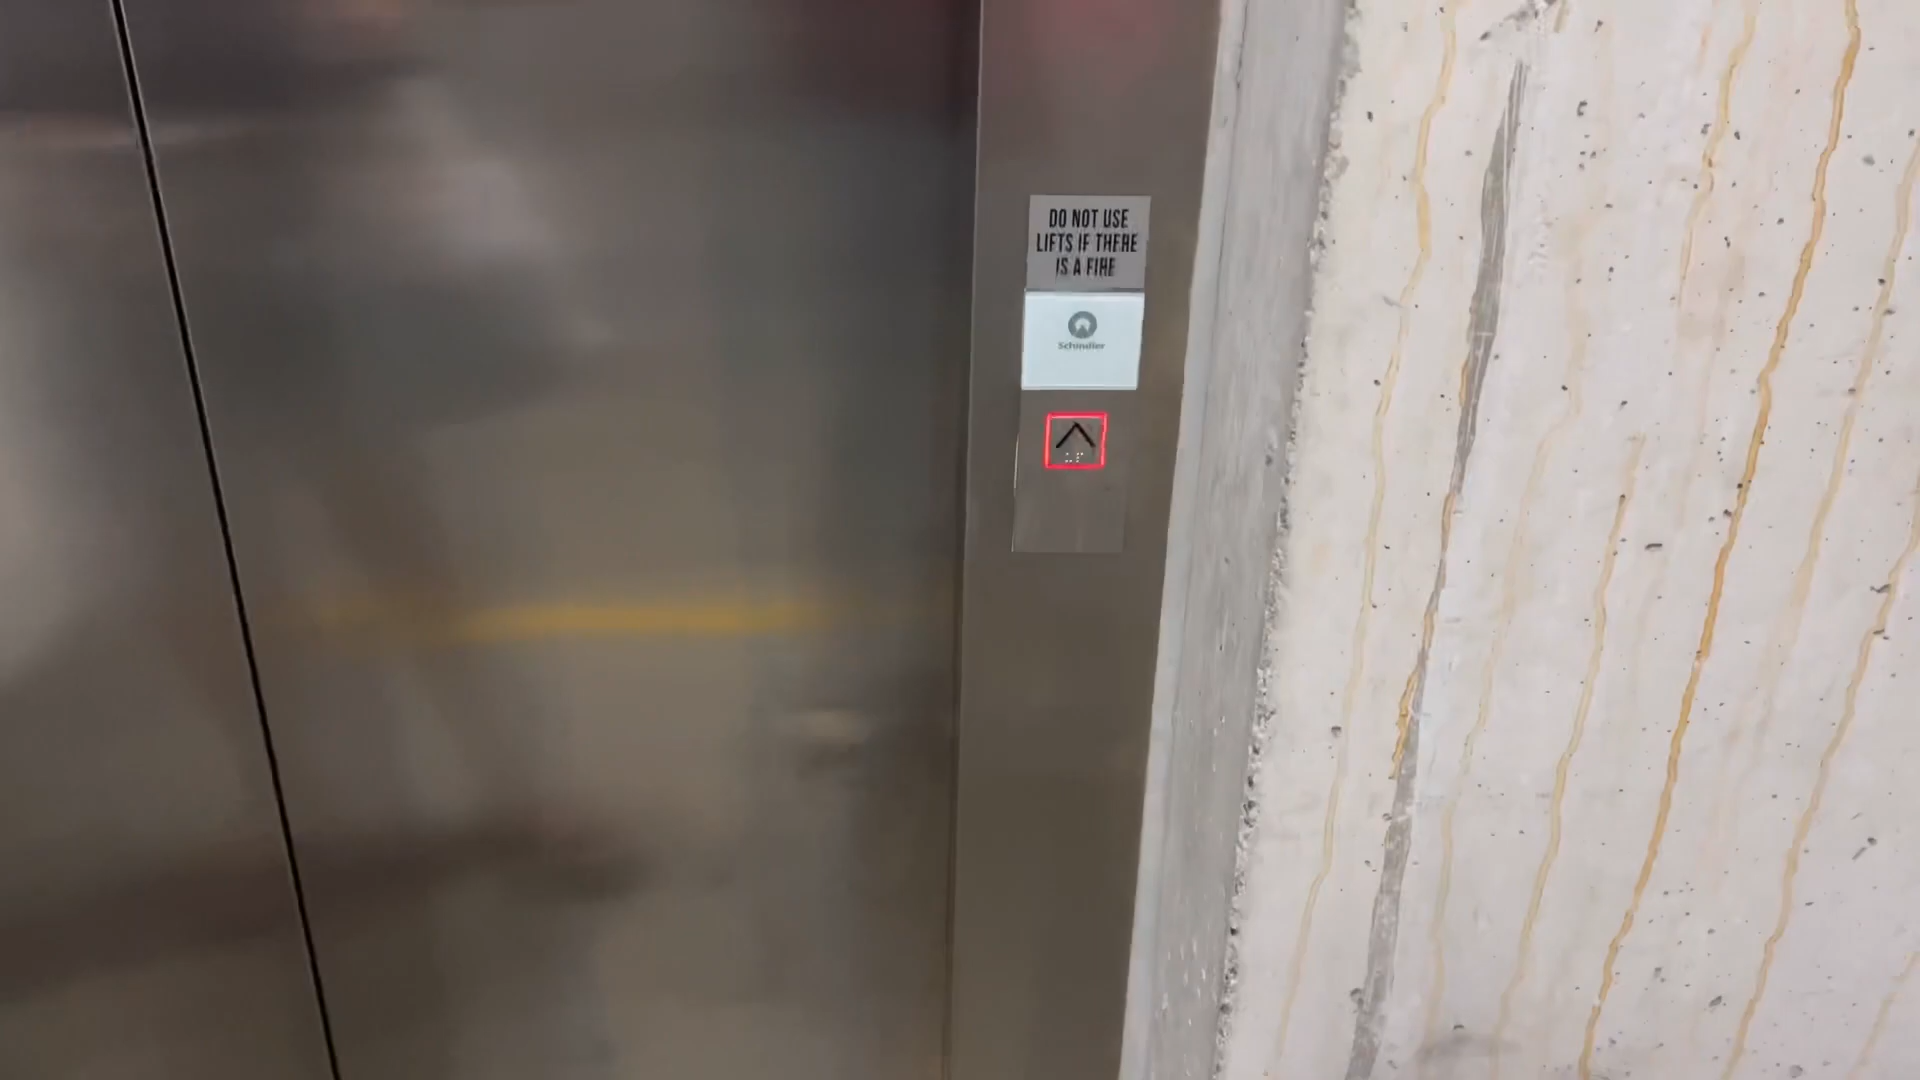 DO NOT USE
LIFTS IF THERE
IS A FIRE
Schindler